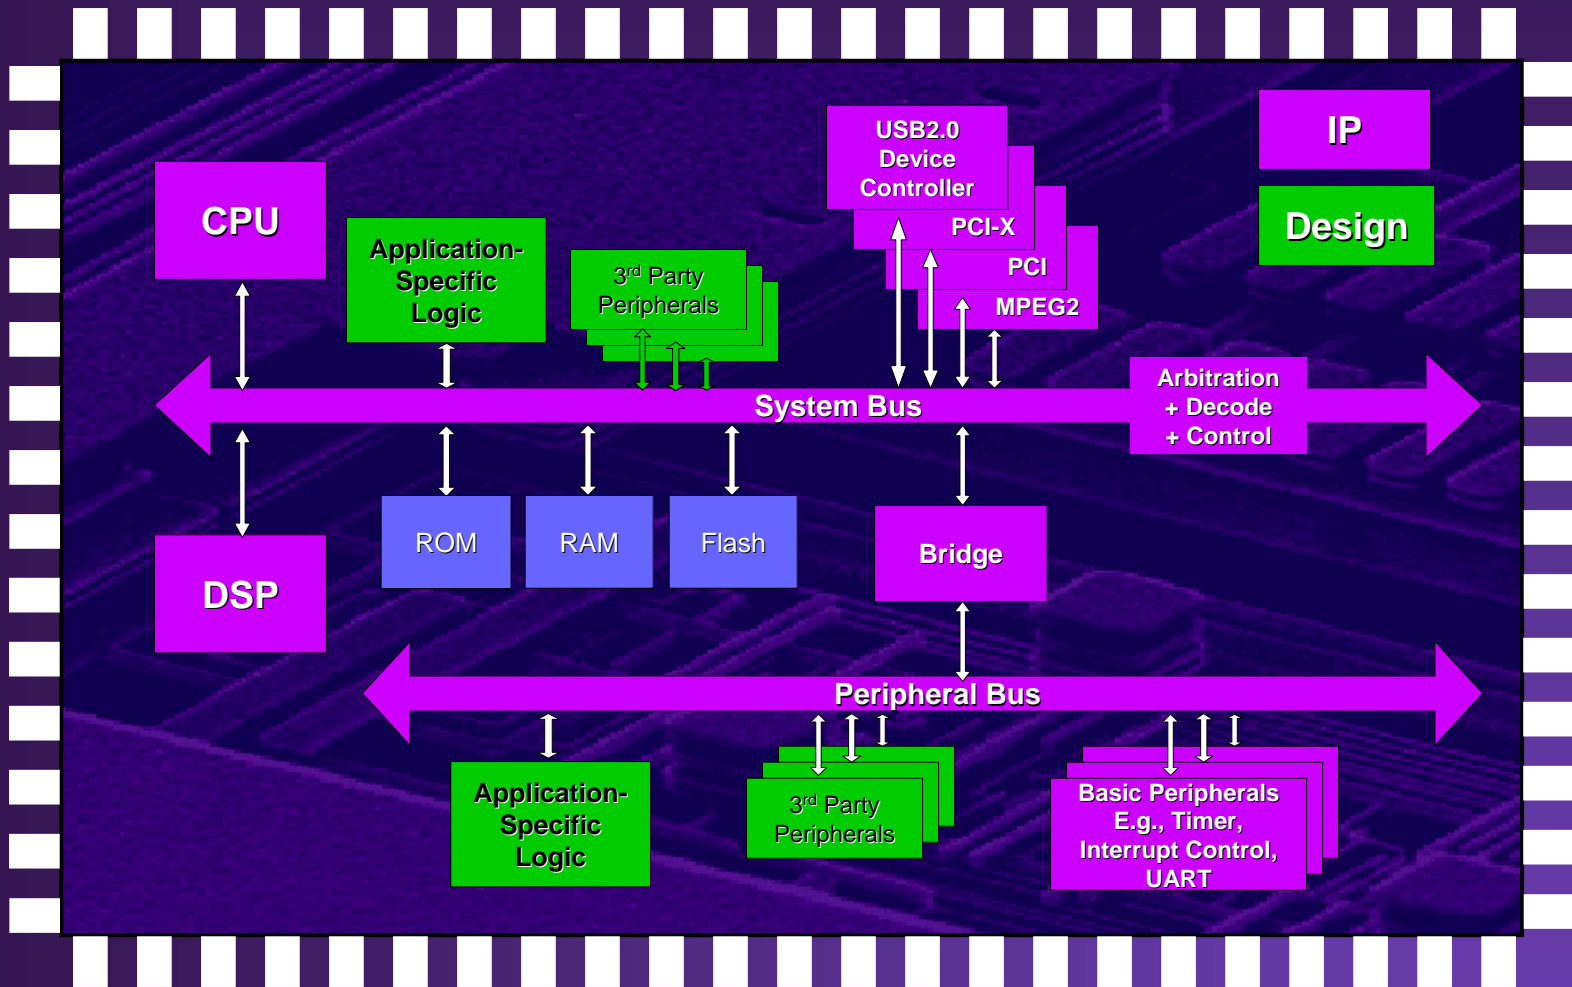 USB2.0
Device
Controller
IP
CPU
PCI-X
Design
Application-
Specific
Logic
3rd Party
Peripherals
PCI
MPEG2
Arbitration
+ Decode
+ Control
System Bus
ROM
RAM
Flash
Bridge
DSP
Peripheral Bus
Application-
Specific
Logic
3rd Party
Peripherals
Basic Peripherals
E.g., Timer,
Interrupt Control,
UART